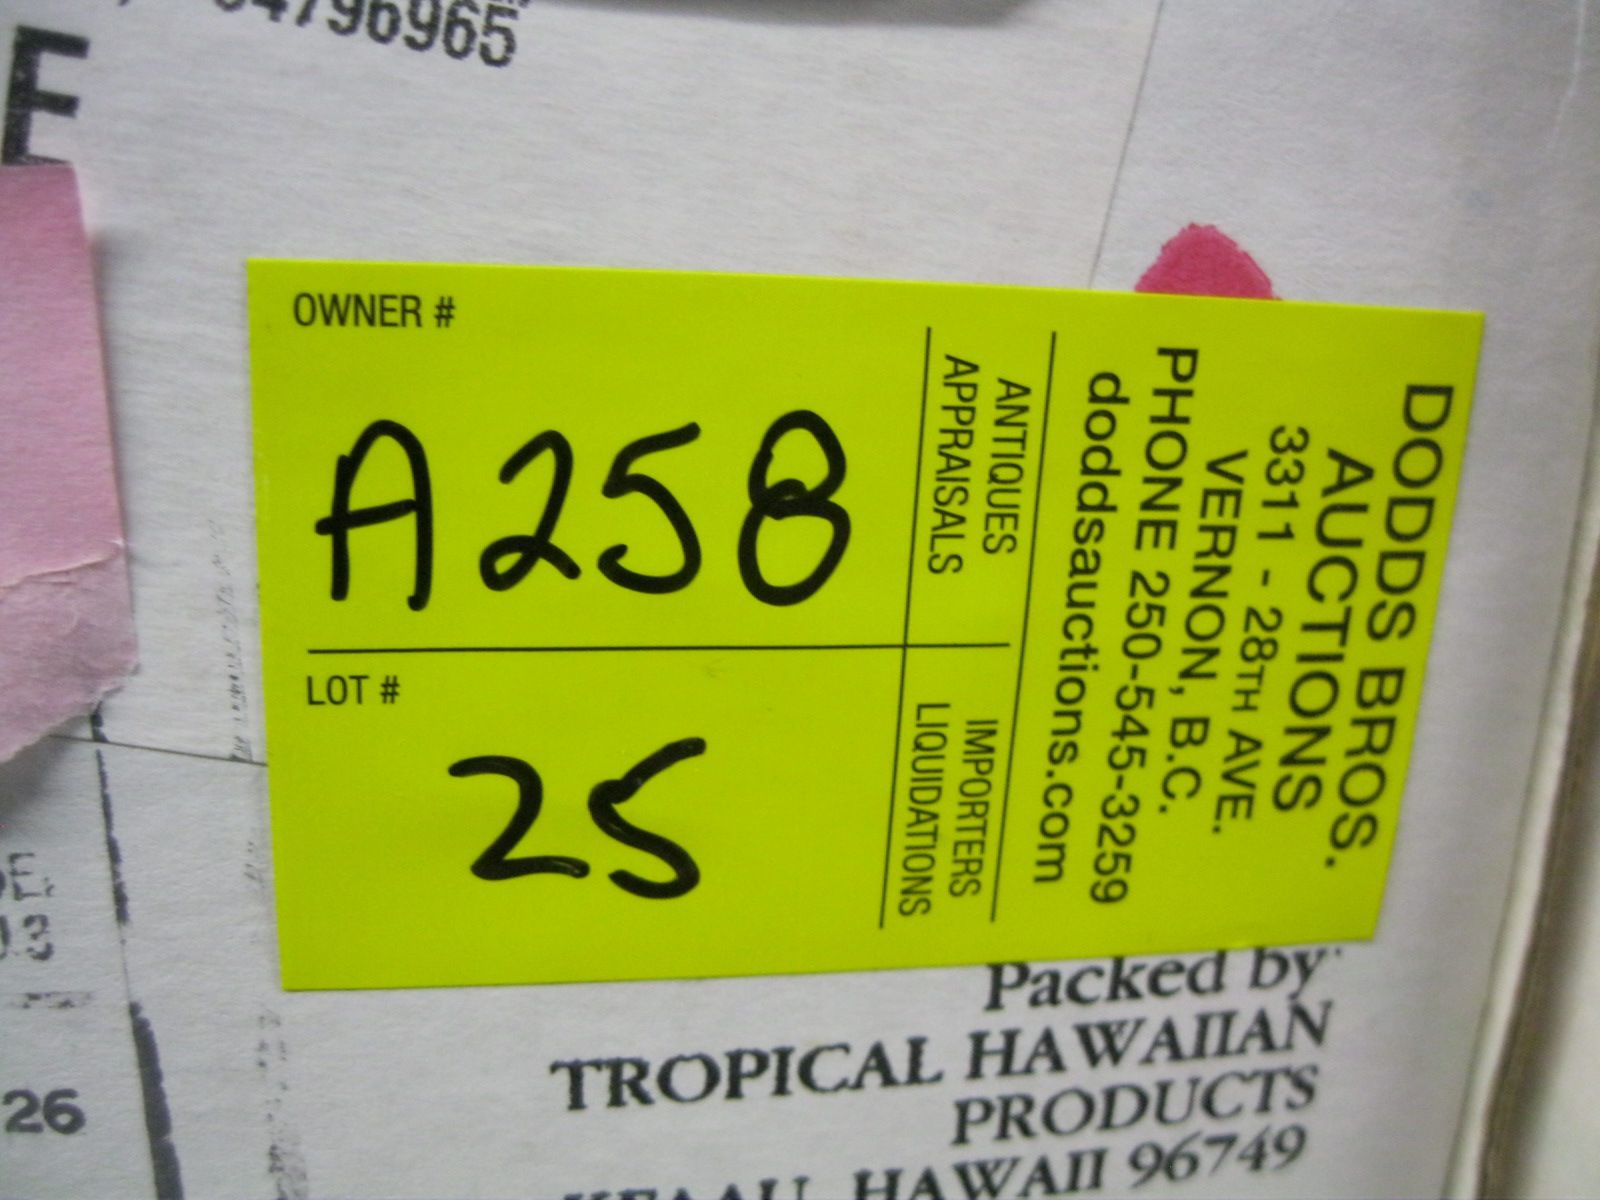 E
OWNER #
A258
LOT #
25
ANTIQUES
APPRAISALS
IMPORTERS
LIQUIDATIONS
DODDS BROS.
AUCTIONS
3311 - 28TH AVE.
VERNON, B.C.
PHONE 250-545-3259
doddsauctions.com
Packed by
TROPICAL HAWAIIAN
PRODUCTS
HAWAII 96749
26